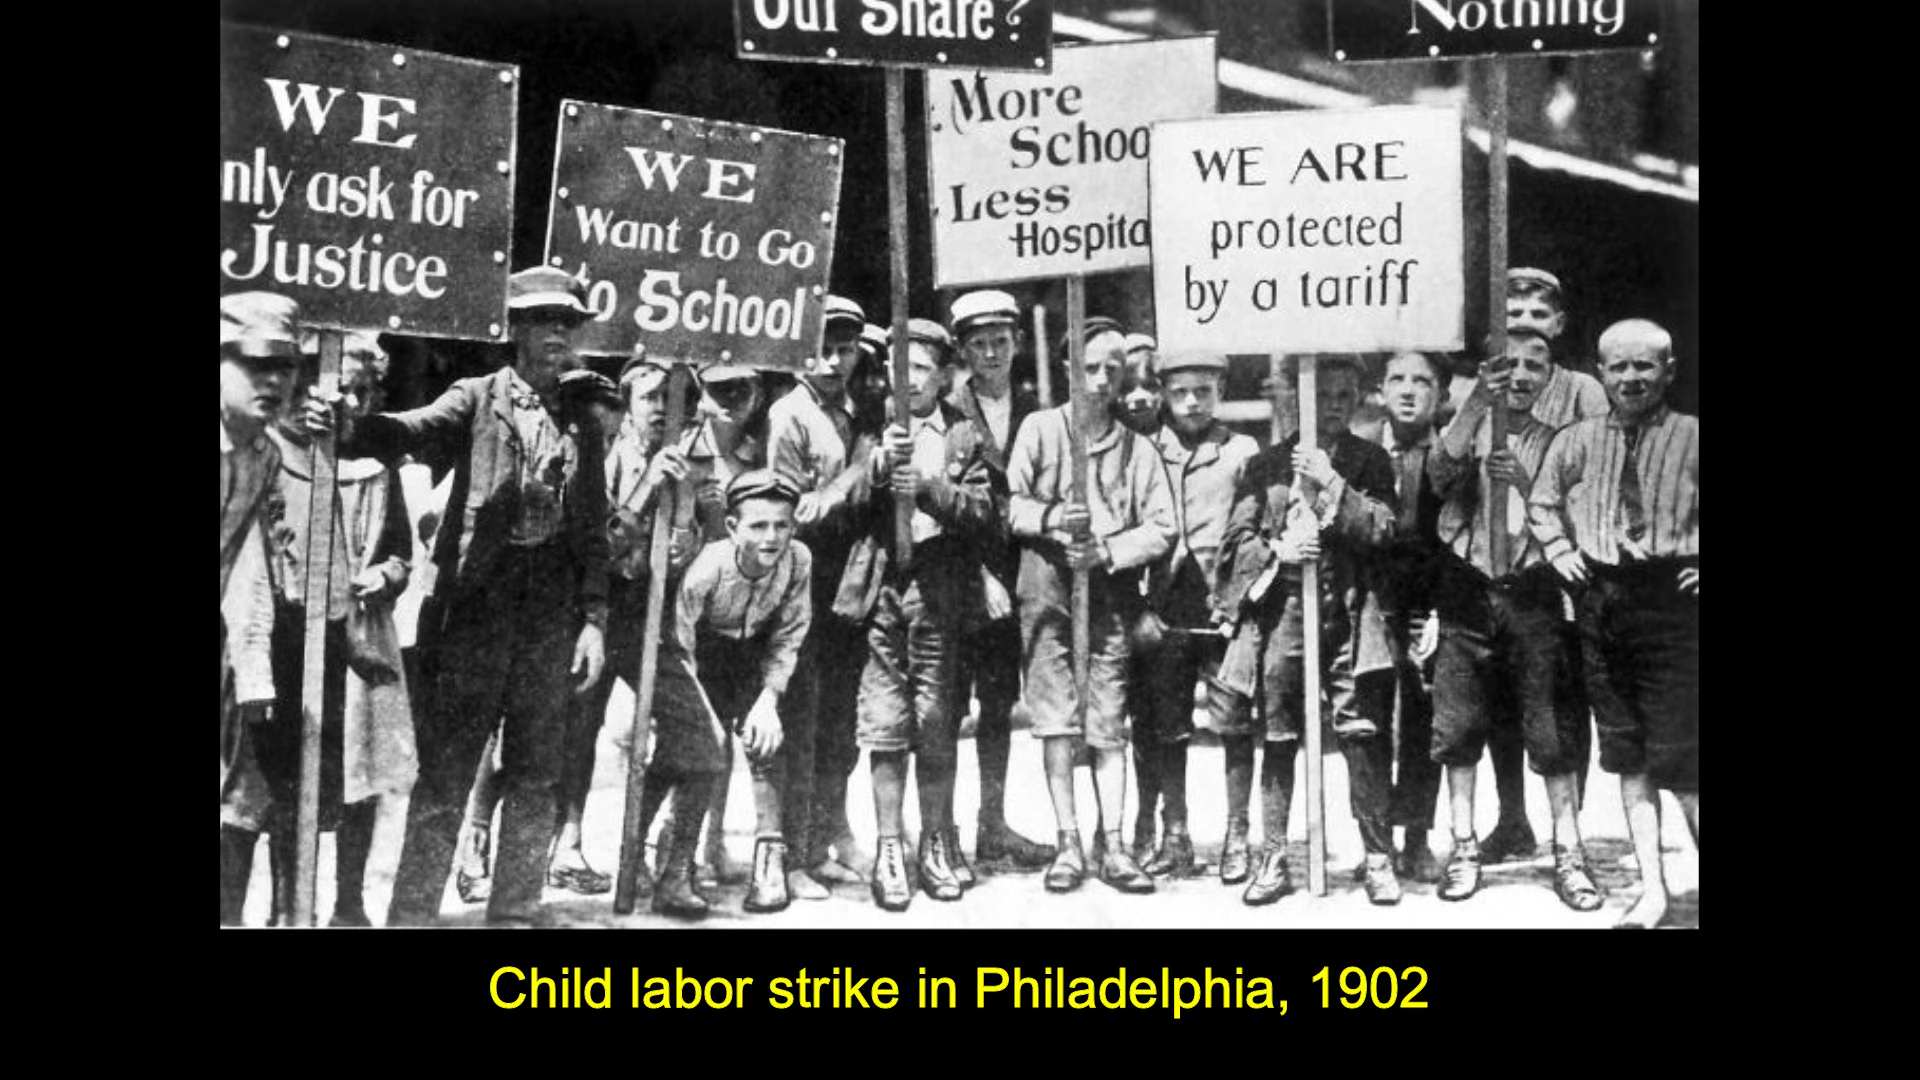 Our Share?
Nothing
WE
nly ask for
Justice
WE
Want to Go
to School
More
Schoo
Less
Hospita
WE ARE
protected
by a tariff
Child labor strike in Philadelphia, 1902